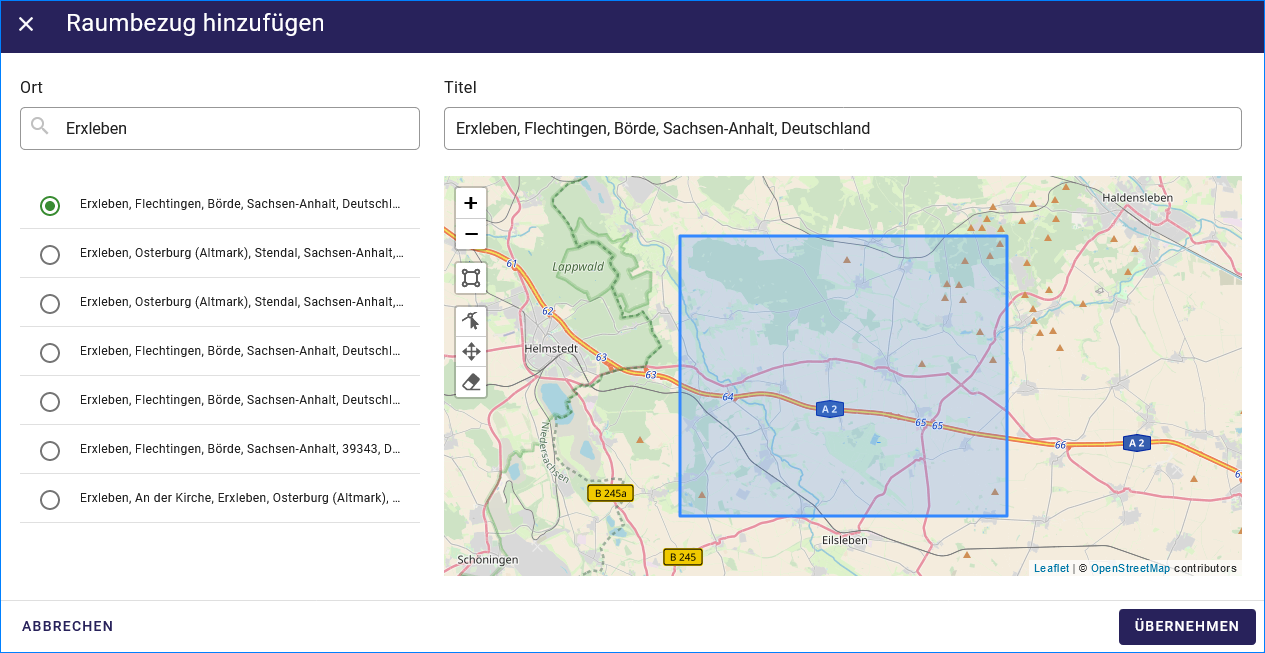 Raumbezug hinzufügen
Ort
Titel
Erxleben
Erxleben, Flechtingen, Börde, Sachsen-Anhalt, Deutschland
Erxleben, Flechtingen, Börde, Sachsen-Anhalt, Deutschl...
Erxleben, Osterburg (Altmark), Stendal, Sachsen-Anhalt,...
Erxleben, Osterburg (Altmark), Stendal, Sachsen-Anhalt,...
Erxleben, Flechtingen, Börde, Sachsen-Anhalt, Deutschl...
Erxleben, Flechtingen, Börde, Sachsen-Anhalt, Deutschl...
Erxleben, Flechtingen, Börde, Sachsen-Anhalt, 39343, D...
Erxleben, An der Kirche, Erxleben, Osterburg (Altmark), ...
+
−
Haldensleben
Lappwald
61
62
Helmstedt
63
63
64
A 2
65
65
66
A 2
6
Niedersachsen
B 245a
Eilsleben
B 245
Schöningen
Leaflet | © OpenStreetMap contributors
ABBRECHEN
ÜBERNEHMEN